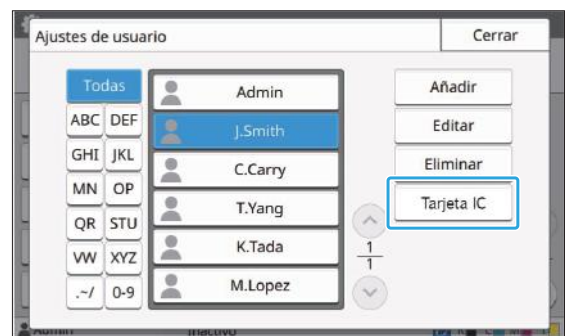 Ajustes de usuario
Cerrar
Todas
ABC DEF
GHI JKL
MN OP
QR STU
VW XYZ
.~/ 0-9
Admin
J.Smith
C.Carry
T.Yang
K.Tada
M.Lopez
1
1
Añadir
Editar
Eliminar
Tarjeta IC
Admin
Inactivo